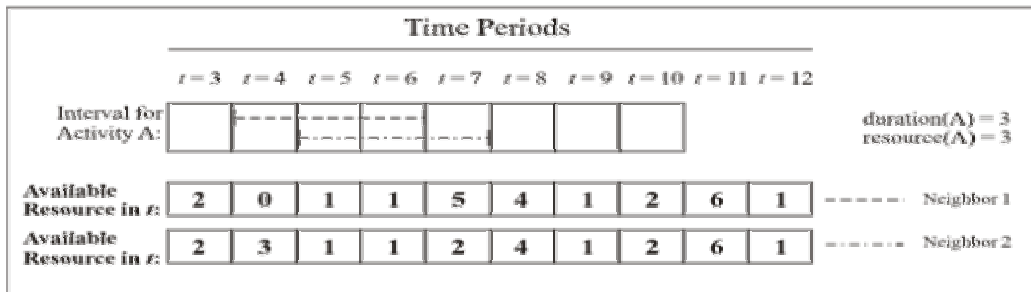 Time Periods
t = 3 t = 4 t = 5 t = 6 t = 7 t = 8 t = 9 t = 10 t = 11 t = 12
Interval for
Activity A:
duration(A) = 3
resource(A) = 3
Available
Resource in t: 2 0 1 1 5 4 1 2 6 1 Neighbor 1
Available
Resource in t: 2 3 1 1 2 4 1 2 6 1 Neighbor 2